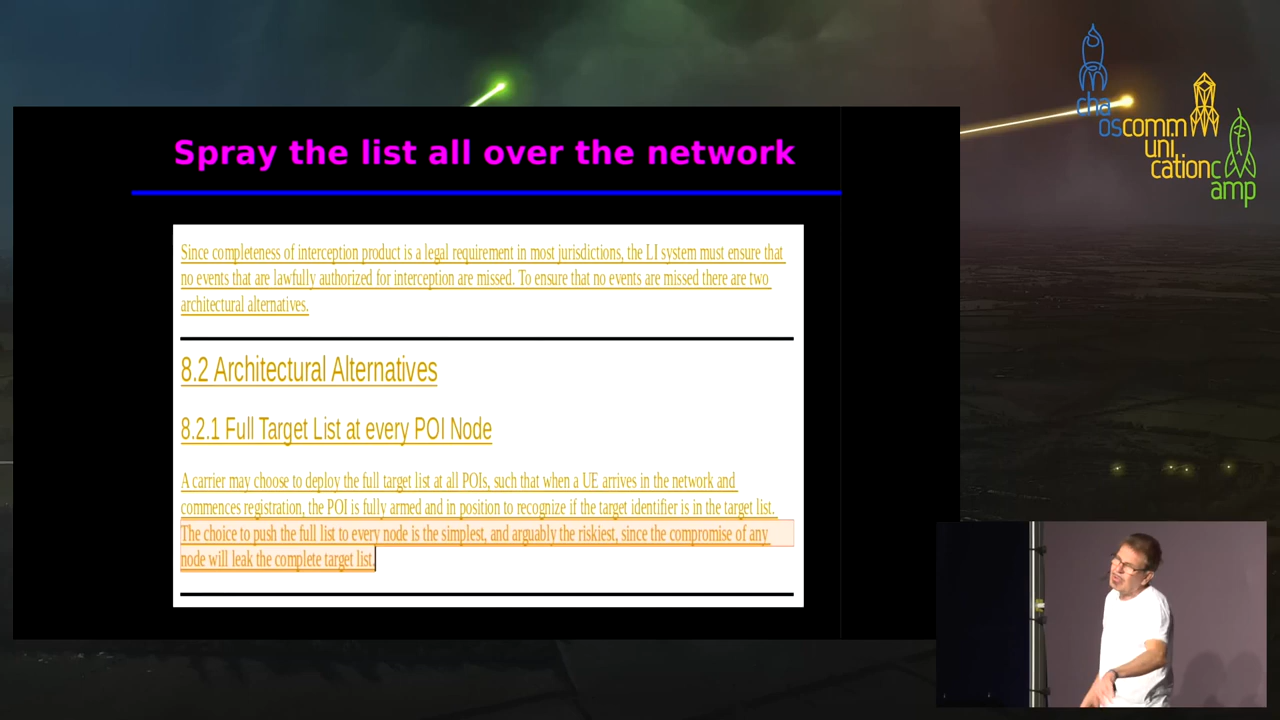 Spray the list all over the network
Since completeness of interception product is a legal requirement in most jurisdictions, the LI system must ensure that
no events that are lawfully authorized for interception are missed. To ensure that no events are missed there are two
architectural alternatives.
8.2 Architectural Alternatives
8.2.1 Full Target List at every POI Node
A carrier may choose to deploy the full target list at all POIs, such that when a UE arrives in the network and
commences registration, the POI is fully armed and in position to recognize if the target identifier is in the target list.
The choice to push the full list to every node is the simplest, and arguably the riskiest, since the compromise of any
node will leak the complete target list.
cha
oscomm
uni
cationc
amp